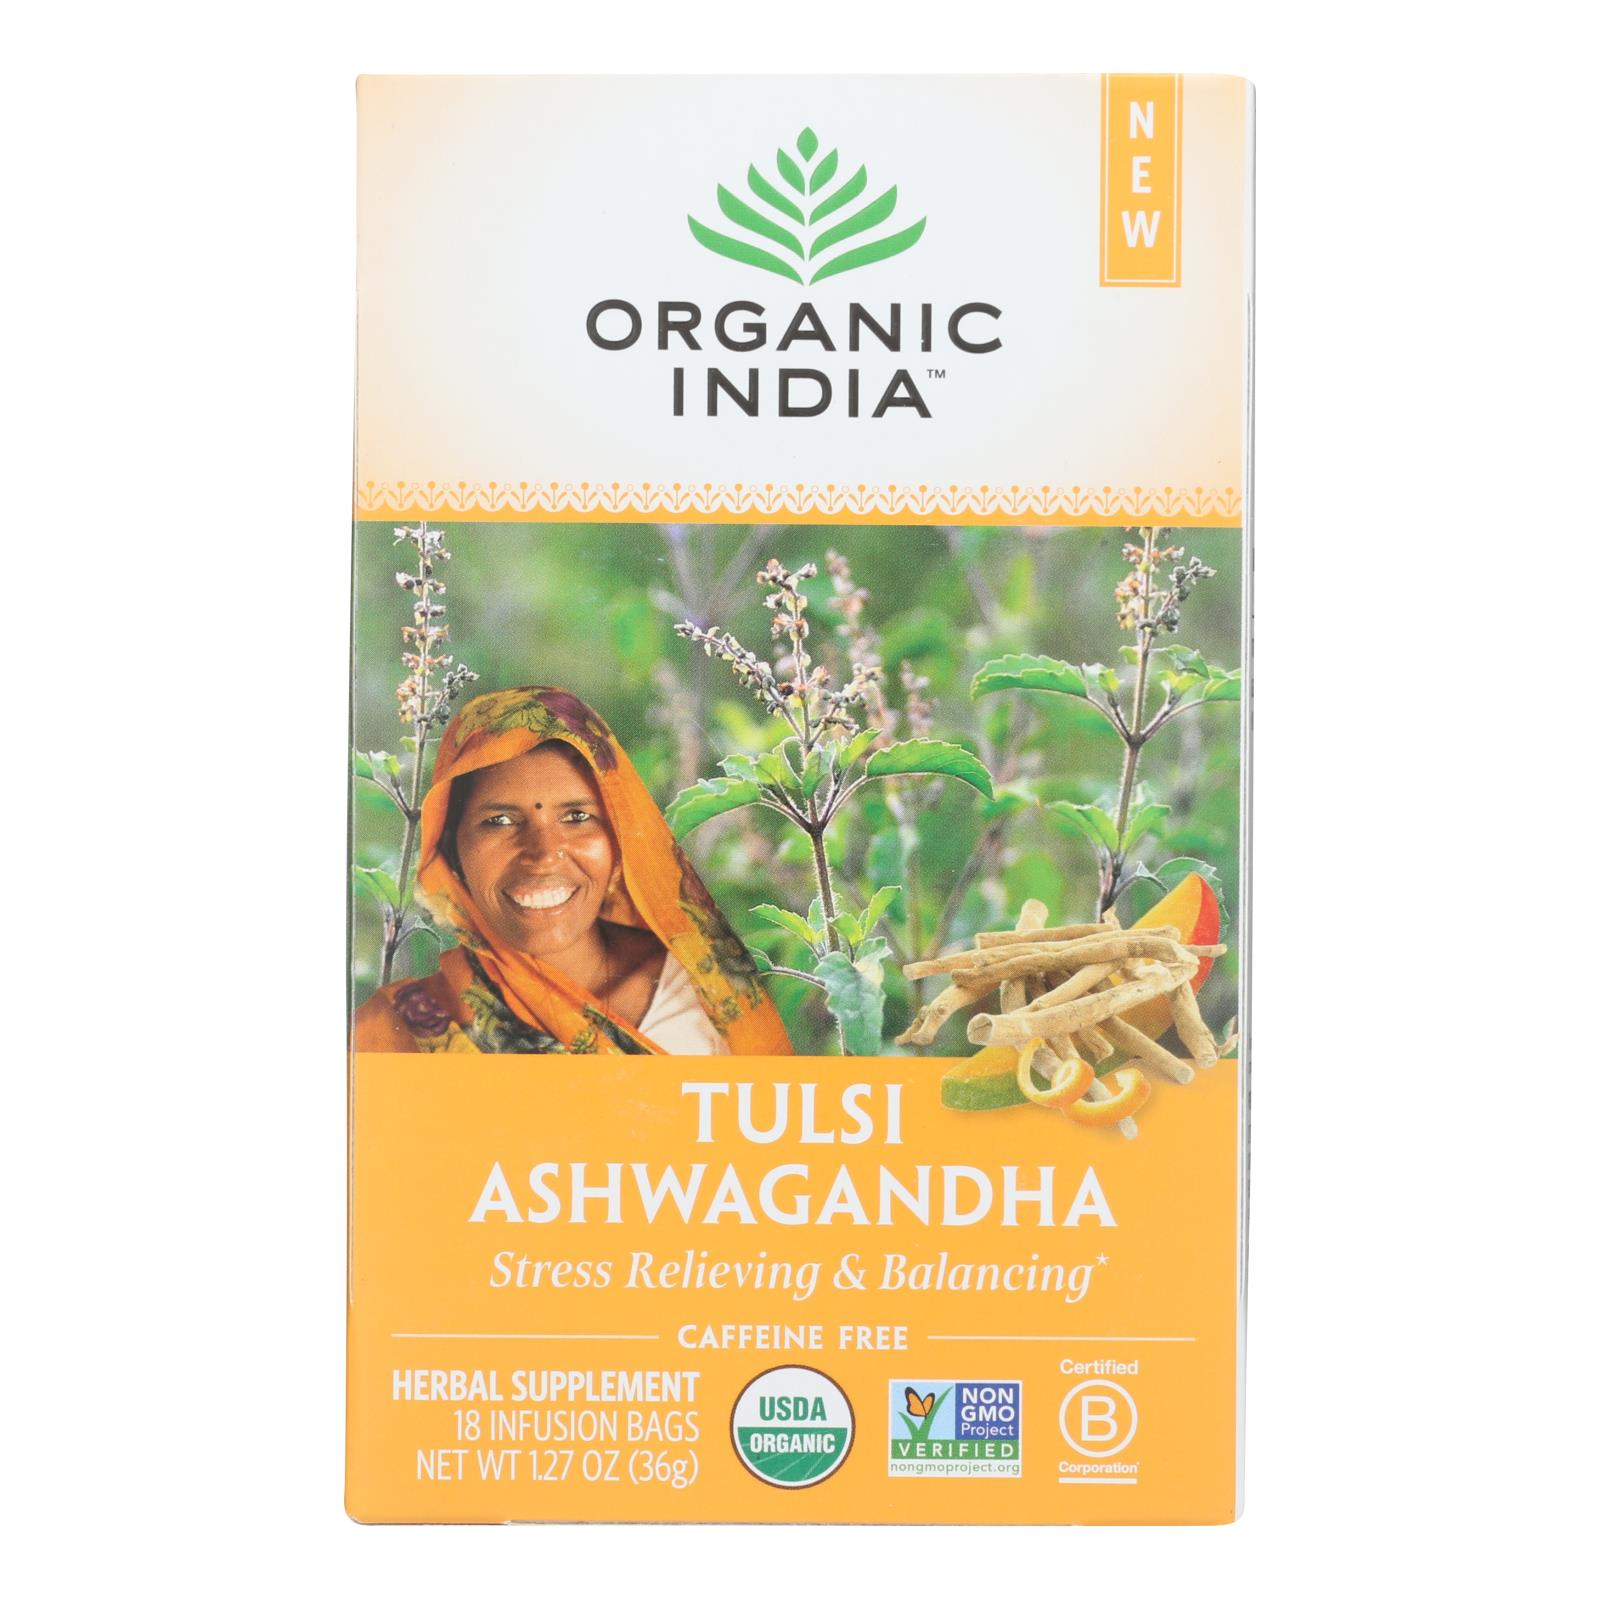 NEW
ORGANIC
INDIA™
TULSI
ASHWAGANDHA
Stress Relieving & Balancing*
CAFFEINE FREE
HERBAL SUPPLEMENT
18 INFUSION BAGS
NET WT 1.27 OZ (36g)
USDA
ORGANIC
NON
GMO
Project
VERIFIED
nongmoproject.org
Certified
B
Corporation